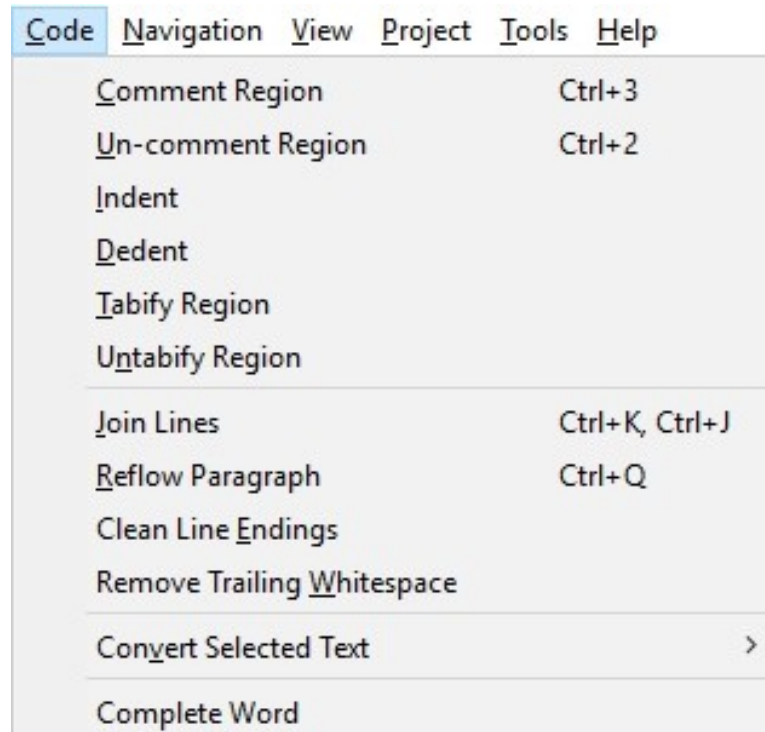 Code Navigation View Project Tools Help
Comment Region Ctrl+3
Un-comment Region Ctrl+2
Indent
Dedent
Tabify Region
Untabify Region
Join Lines Ctrl+K, Ctrl+J
Reflow Paragraph Ctrl+Q
Clean Line Endings
Remove Trailing Whitespace
Convert Selected Text >
Complete Word